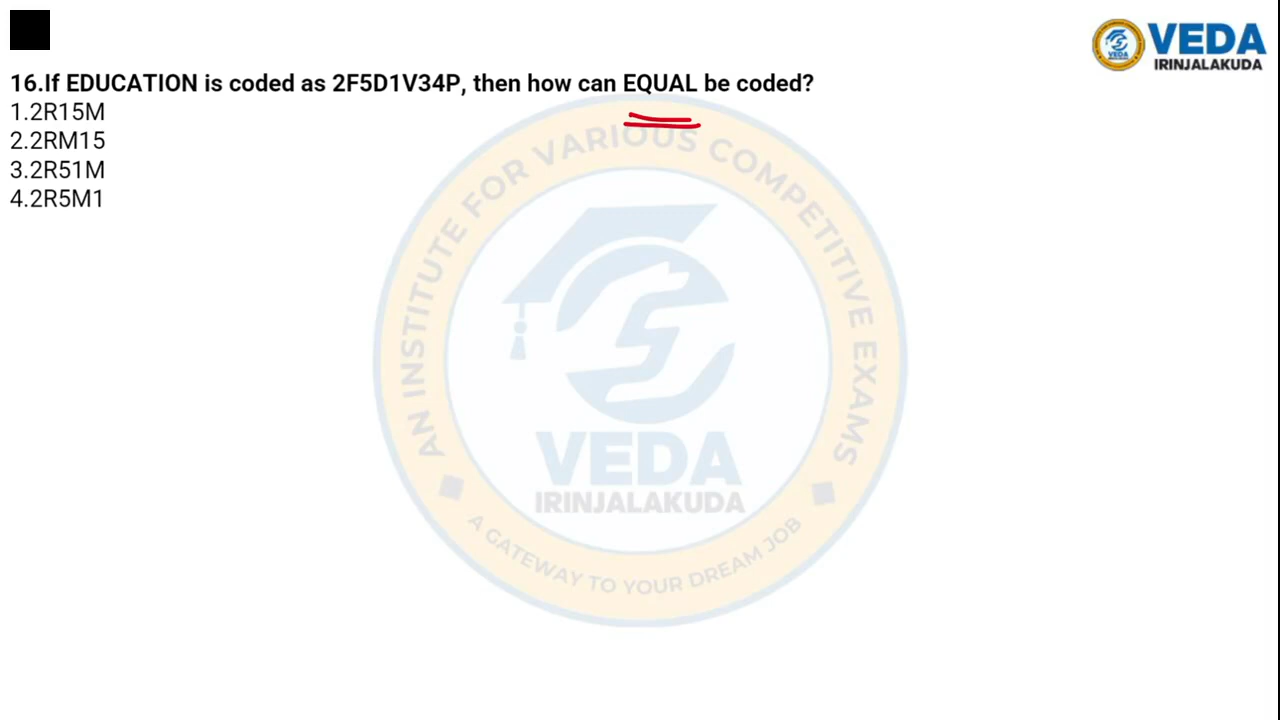 VEDA
IRINJALAKUDA
16.If EDUCATION is coded as 2F5D1V34P, then how can EQUAL be coded?
1.2R15M
2.2RM15
3.2R51M
4.2R5M1
AN INSTITUTE FOR VARIOUS COMPETITIVE EXAMS
VEDA
IRINJALAKUDA
A GATEWAY TO YOUR DREAM JOB